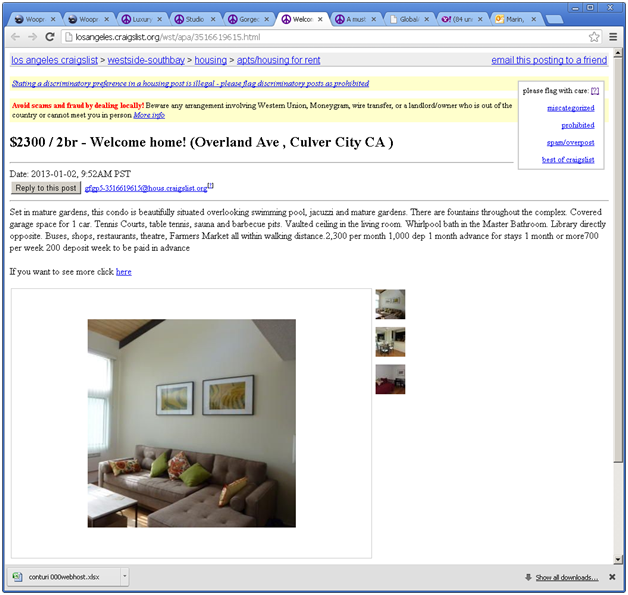 Woops
Woops
Luxury
Studio
Gorge
Welco
A must
Global
(84 un
Marin,
losangeles.craigslist.org/wst/apa/3516619615.html
los angeles craigslist > westside-southbay > housing > apts/housing for rent
email this posting to a friend
Stating a discriminatory preference in a housing post is illegal - please flag discriminatory posts as prohibited
please flag with care: [?]
miscategorized
prohibited
spam/overpost
best of craigslist
Avoid scams and fraud by dealing locally! Beware any arrangement involving Western Union, Moneygram, wire transfer, or a landlord/owner who is out of the
country or cannot meet you in person. More info
$2300 / 2br - Welcome home! (Overland Ave , Culver City CA )
Date: 2013-01-02, 9:52AM PST
Reply to this post
gfgp5-3516619615@hous.craigslist.org
Set in mature gardens, this condo is beautifully situated overlooking swimming pool, jacuzzi and mature gardens. There are fountains throughout the complex. Covered
garage space for 1 car. Tennis Courts, table tennis, sauna and barbecue pits. Vaulted ceiling in the living room. Whirlpool bath in the Master Bathroom. Library directly
opposite. Buses, shops, restaurants, theatre, Farmers Market all within walking distance.2,300 per month 1,000 dep 1 month advance for stays 1 month or more700
per week 200 deposit week to be paid in advance
If you want to see more click here
conturi 000webhost.xlsx
Show all downloads...